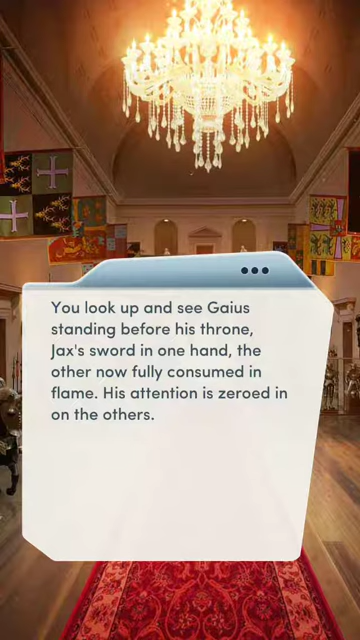 You look up and see Gaius
standing before his throne,
Jax's sword in one hand, the
other now fully consumed in
flame. His attention is zeroed in
on the others.